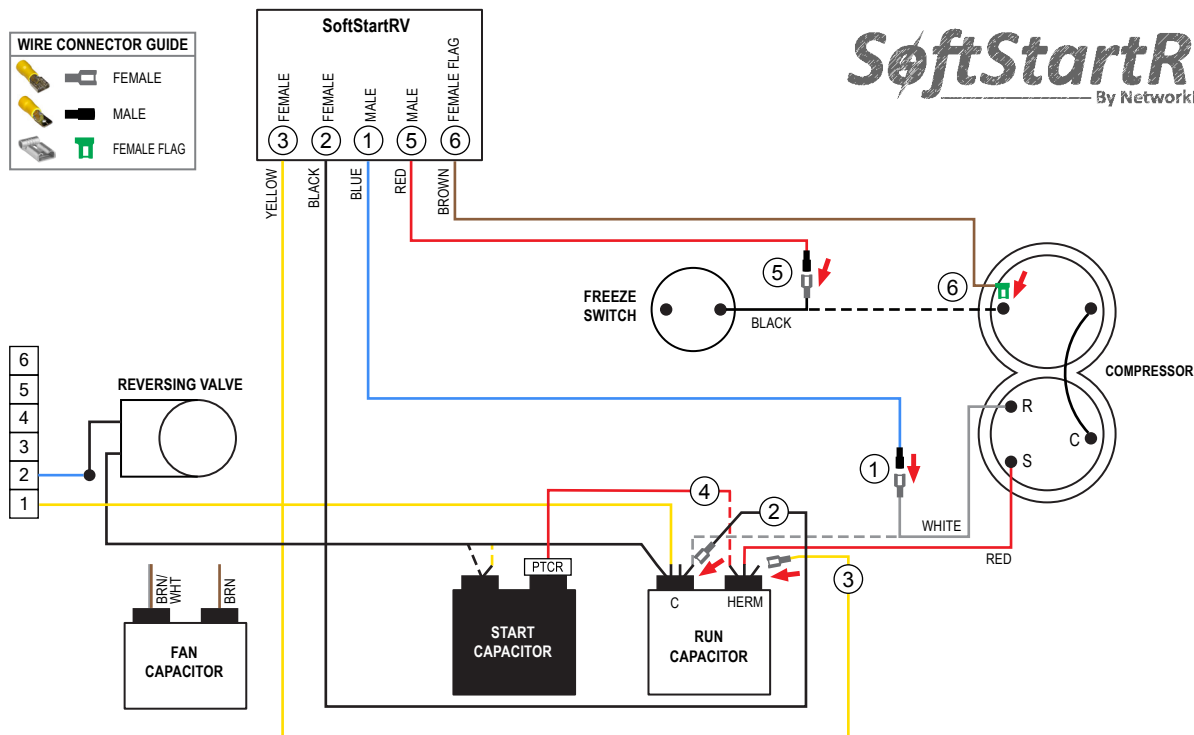 WIRE CONNECTOR GUIDE
FEMALE
MALE
FEMALE FLAG
SoftStartRV
FEMALE
FEMALE
MALE
MALE
FEMALE FLAG
3
2
1
5
6
YELLOW
BLACK
BLUE
RED
BROWN
SoftStartR
By Network
5
6
FREEZE
SWITCH
BLACK
COMPRESSOR
R
C
S
6
5
4
3
2
1
REVERSING VALVE
1
4
2
WHITE
RED
3
PTCR
BRN/
WHT
BRN
C
HERM
FAN
CAPACITOR
START
CAPACITOR
RUN
CAPACITOR